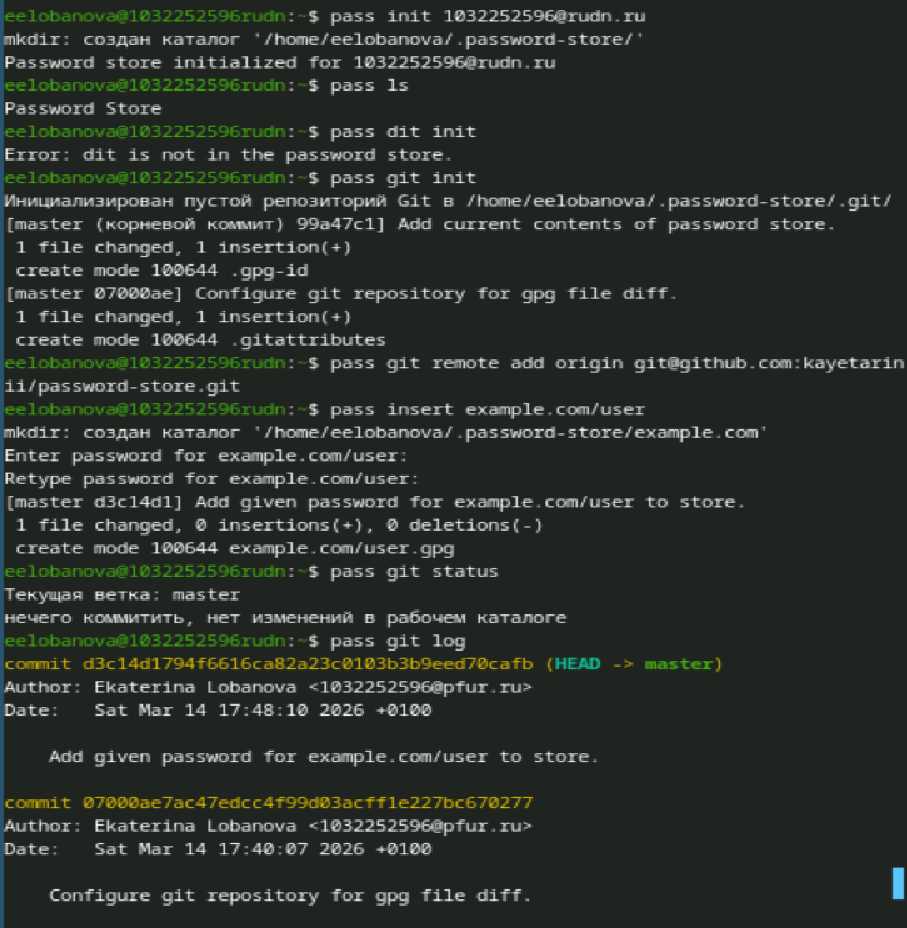 eelobanova@1032252596rudn:~$ pass init 1032252596@rudn.ru
mkdir: создан каталог '/home/eelobanova/.password-store/'
Password store initialized for 1032252596@rudn.ru
eelobanova@1032252596rudn:~$ pass ls
Password Store
eelobanova@1032252596rudn:~$ pass dit init
Error: dit is not in the password store.
eelobanova@1032252596rudn:~$ pass git init
Инициализирован пустой репозиторий Git в /home/eelobanova/.password-store/.git/
[master (корневой коммит) 99a47c1] Add current contents of password store.
 1 file changed, 1 insertion(+)
 create mode 100644 .gpg-id
[master 07000ae] Configure git repository for gpg file diff.
 1 file changed, 1 insertion(+)
 create mode 100644 .gitattributes
eelobanova@1032252596rudn:~$ pass git remote add origin git@github.com:kayetarin
ii/password-store.git
eelobanova@1032252596rudn:~$ pass insert example.com/user
mkdir: создан каталог '/home/eelobanova/.password-store/example.com'
Enter password for example.com/user:
Retype password for example.com/user:
[master d3c14d1] Add given password for example.com/user to store.
 1 file changed, 0 insertions(+), 0 deletions(-)
 create mode 100644 example.com/user.gpg
eelobanova@1032252596rudn:~$ pass git status
Текущая ветка: master
нечего коммитить, нет изменений в рабочем каталоге
eelobanova@1032252596rudn:~$ pass git log
commit d3c14d1794f6616ca82a23c0103b3b9eed70cafb (HEAD -> master)
Author: Ekaterina Lobanova <1032252596@pfur.ru>
Date:   Sat Mar 14 17:48:10 2026 +0100

    Add given password for example.com/user to store.

commit 07000ae7ac47edcc4f99d03acff1e227bc670277
Author: Ekaterina Lobanova <1032252596@pfur.ru>
Date:   Sat Mar 14 17:40:07 2026 +0100

    Configure git repository for gpg file diff.